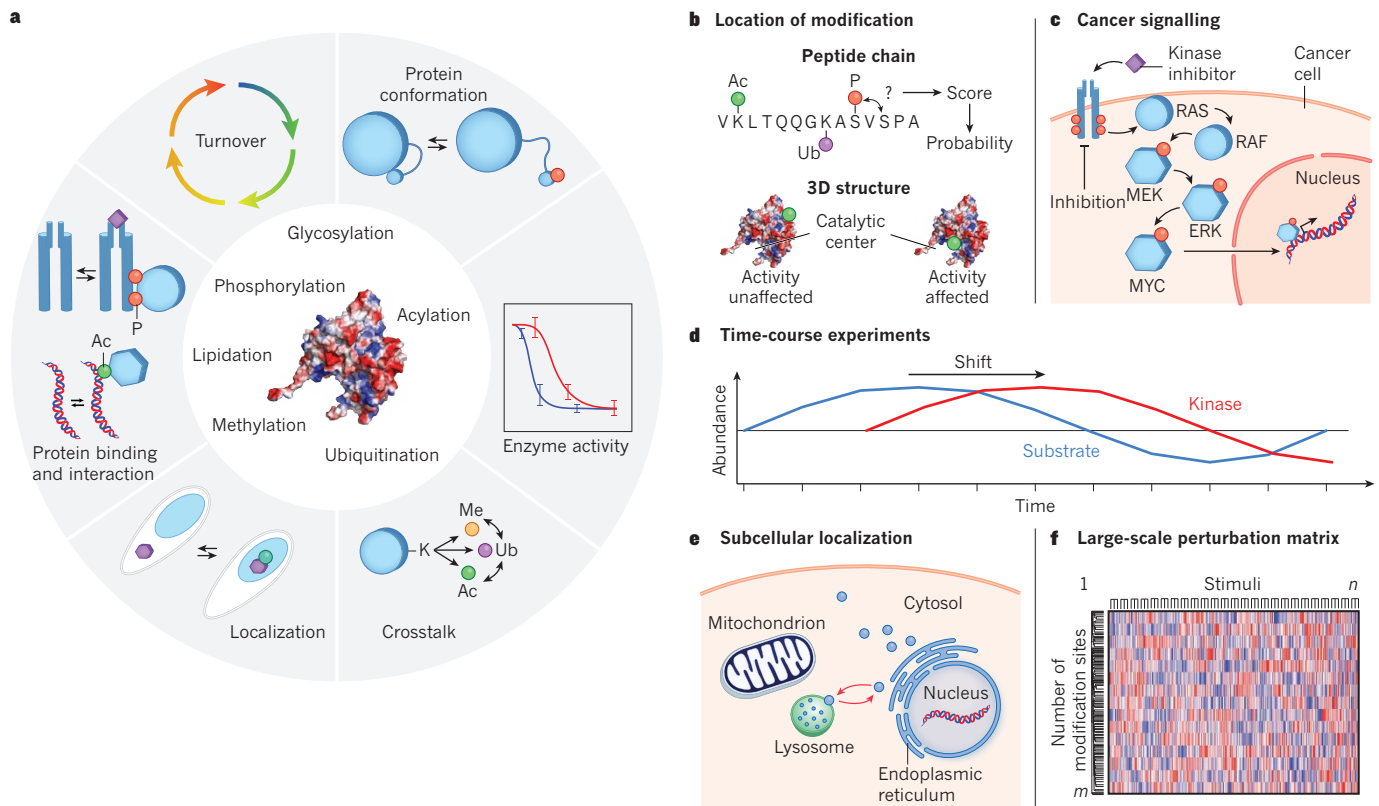 a
Protein
conformation
Turnover
Glycosylation
Phosphorylation
Acylation
Lipidation
Methylation
Ubiquitination
P
Ac
Protein binding
and interaction
Enzyme activity
Localization
Me
K
Ub
Ac
Crosstalk
b Location of modification
Peptide chain
Ac
P
?
Score
VKLTQQGKASVSPA
Ub
Probability
3D structure
Catalytic
center
Activity
unaffected
Activity
affected
c Cancer signalling
Kinase
inhibitor
Cancer
cell
RAS
RAF
MEK
Inhibition
ERK
MYC
Nucleus
d Time-course experiments
Shift
Abundance
Kinase
Substrate
Time
e Subcellular localization
Cytosol
Mitochondrion
Nucleus
Lysosome
Endoplasmic
reticulum
f Large-scale perturbation matrix
1 Stimuli n
Number of
modification sites
m